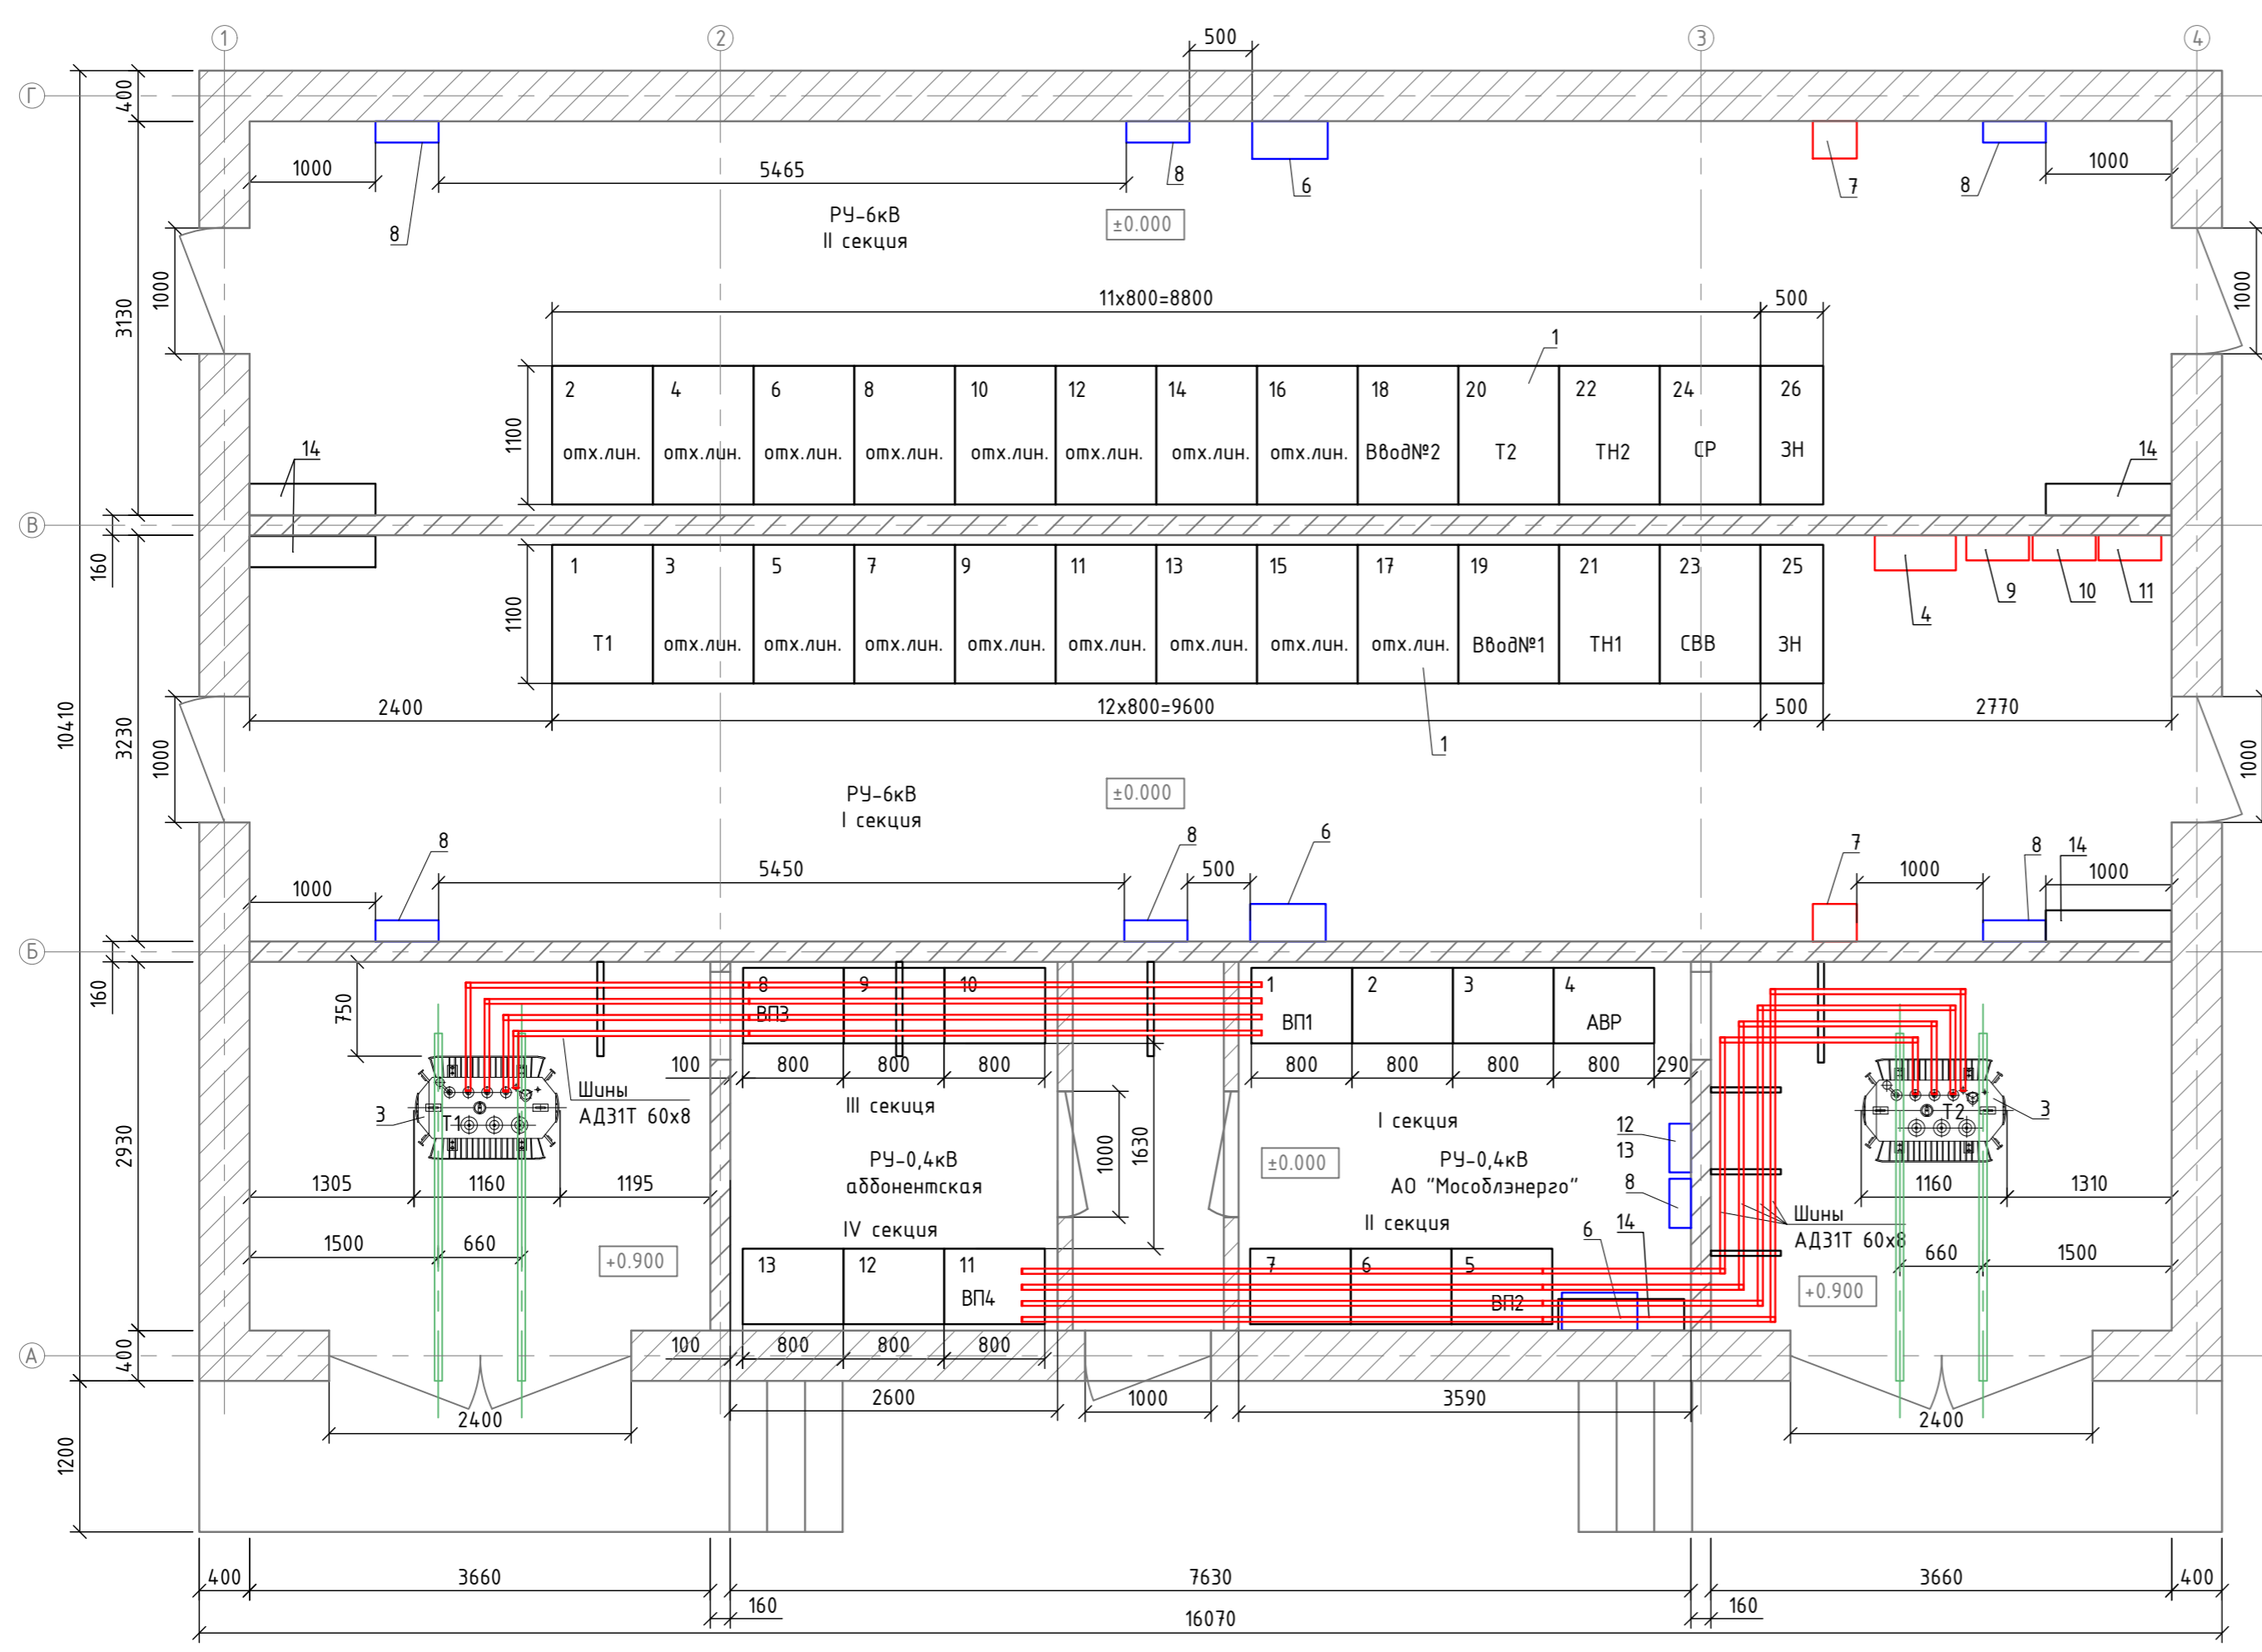 1 2 3 4
500
400
Г
1000
5465
8
6
7
8
1000
8
РУ-6кВ
II секция
±0.000
1000
1000
3130
11x800=8800
500
1
2 4 6 8 10 12 14 16 18 20 22 24 26
1100
отх.лин. отх.лин. отх.лин. отх.лин. отх.лин. отх.лин. отх.лин. отх.лин. Ввод№2 Т2 ТН2 СР ЗН
14
14
В
160
1 3 5 7 9 11 13 15 17 19 21 23 25
1100
4
9
10
11
Т1 отх.лин. отх.лин. отх.лин. отх.лин. отх.лин. отх.лин. отх.лин. отх.лин. Ввод№1 ТН1 СВВ ЗН
10410
3230
2400
12x800=9600
500
2770
1
1000
1000
РУ-6кВ
I секция
±0.000
8
8
6
7
8
14
1000
5450
500
1000
1000
Б
160
750
8 9 10
ВП3
1 2 3 4
ВП1
АВР
100
800 800 800
800 800 800 800 290
Шины
АД31Т 60х8
3
Т1
III секиця
I секция
Т2
3
2930
1000
1630
12
13
РУ-0,4кВ
аббонентская
±0.000
РУ-0,4кВ
АО "Мособлэнерго"
8
1305
1160
1195
1160
1310
IV секция
II секция
6
14
Шины
АД31Т 60х8
1500
660
660
1500
+0.900
+0.900
13 12 11
ВП4
7 6 5
ВП2
А
400
100
800 800 800
2600
1000
3590
2400
2400
1200
400
3660
7630
3660
400
160
160
16070